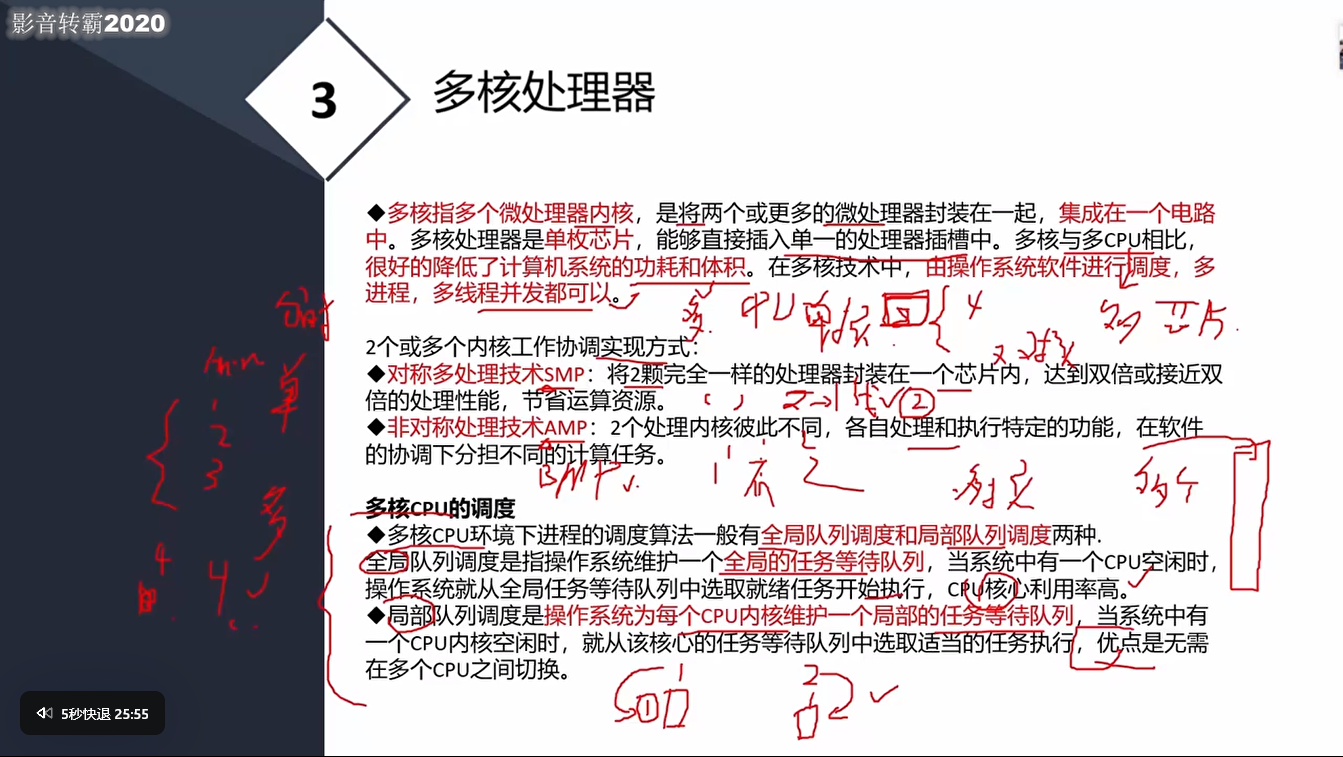 影音转霸2020
3
多核处理器
◆多核指多个微处理器内核，是将两个或更多的微处理器封装在一起，集成在一个电路
中。多核处理器是单枚芯片，能够直接插入单一的处理器插槽中。多核与多CPU相比，
很好的降低了计算机系统的功耗和体积。在多核技术中，由操作系统软件进行调度，多
进程，多线程并发都可以。
2个或多个内核工作协调实现方式：
◆对称多处理技术SMP：将2颗完全一样的处理器封装在一个芯片内，达到双倍或接近双
倍的处理性能，节省运算资源。
◆非对称处理技术AMP：2个处理内核彼此不同，各自处理和执行特定的功能，在软件
的协调下分担不同的计算任务。
BMP
多核CPU的调度
◆多核CPU环境下进程的调度算法一般有全局队列调度和局部队列调度两种.
全局队列调度是指操作系统维护一个全局的任务等待队列，当系统中有一个CPU空闲时，
操作系统就从全局任务等待队列中选取就绪任务开始执行，CPU核心利用率高。
◆局部队列调度是操作系统为每个CPU内核维护一个局部的任务等待队列，当系统中有
一个CPU内核空闲时，就从该核心的任务等待队列中选取适当的任务执行，优点是无需
在多个CPU之间切换。
分时
单
1
2
3
多
4
4
1
2
5秒快退 25:55